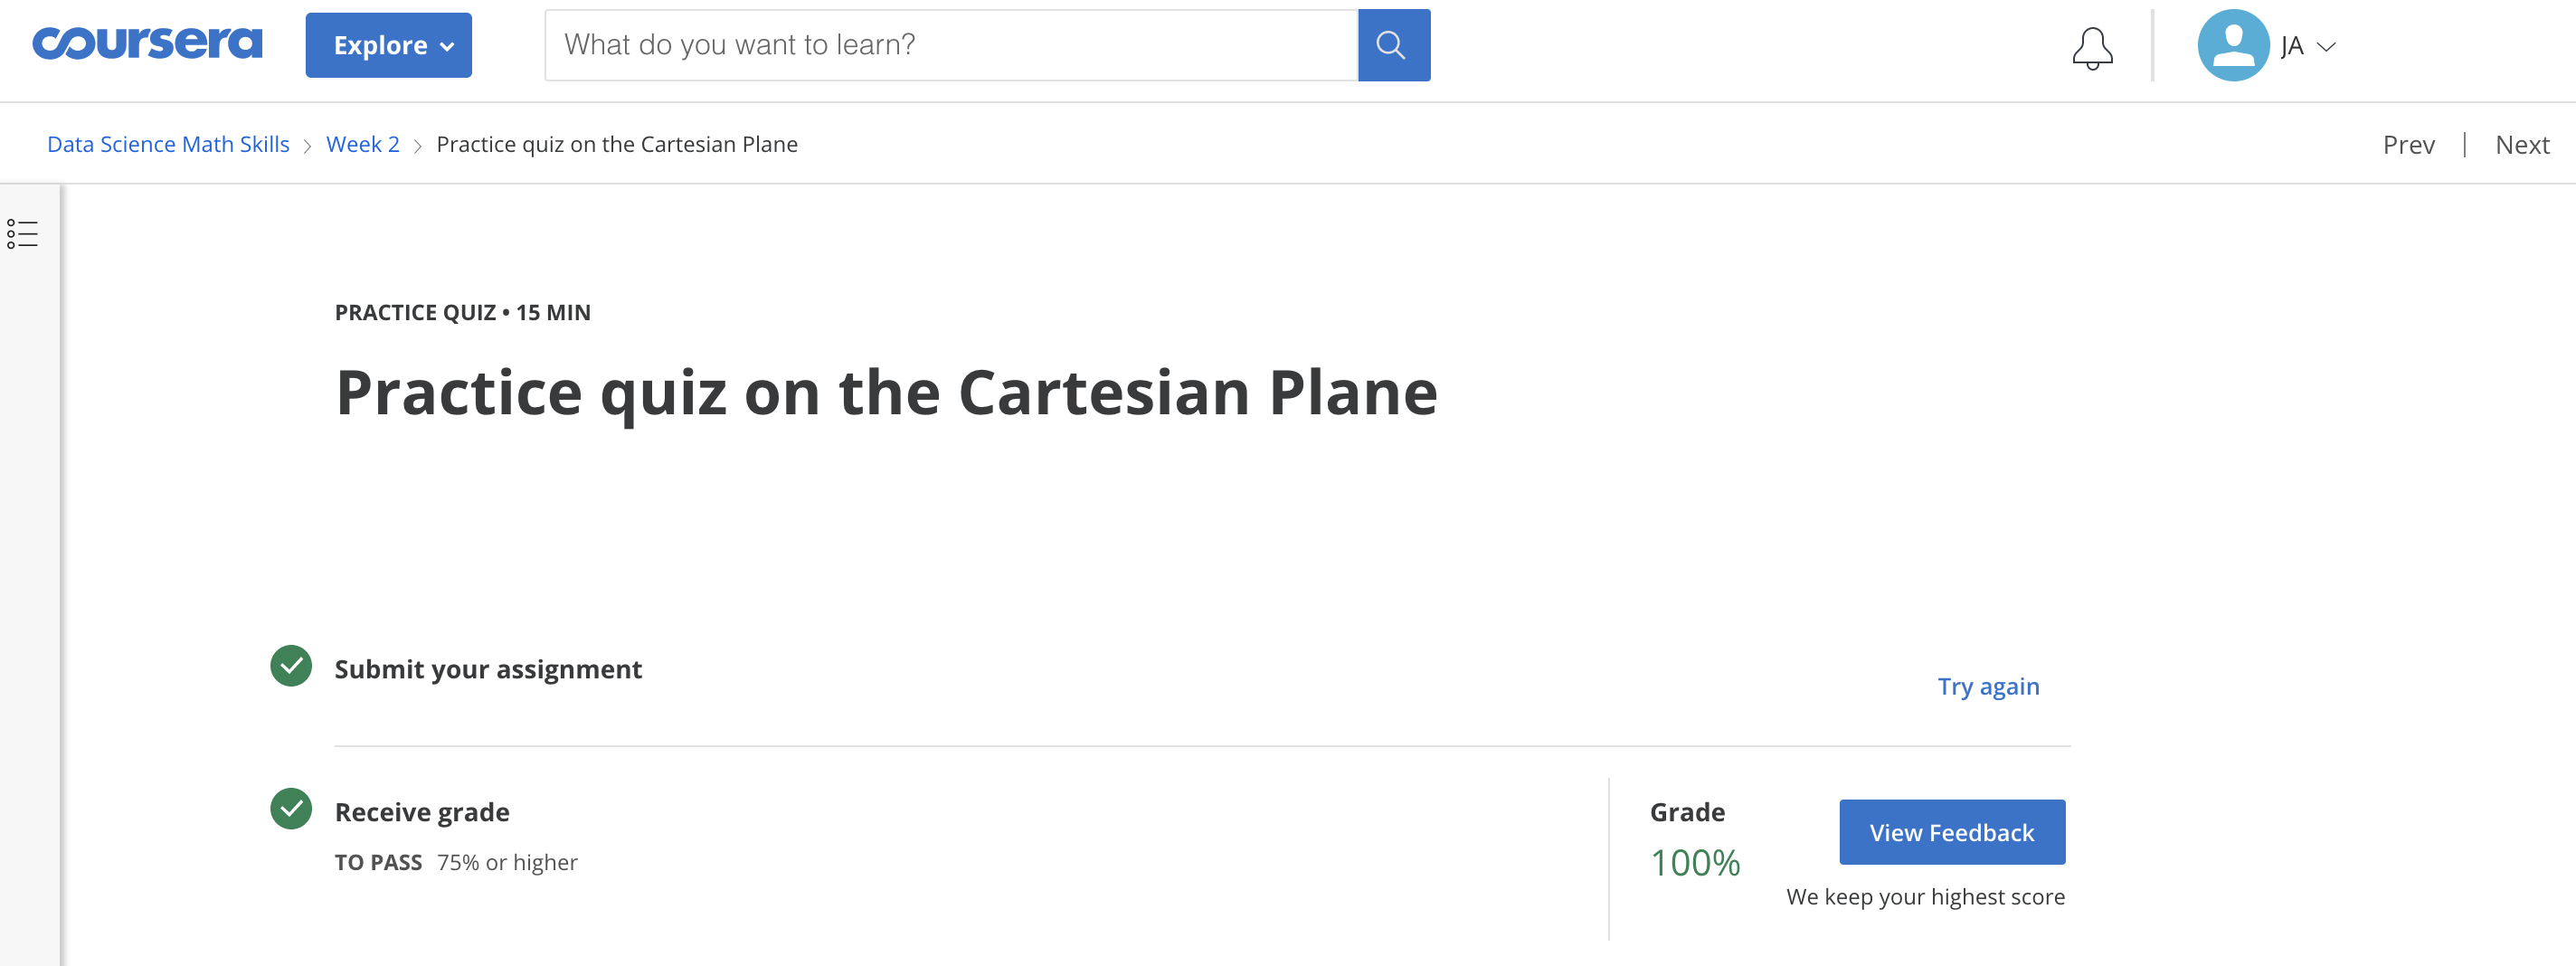 coursera
Explore
What do you want to learn?
JA
Data Science Math Skills > Week 2 > Practice quiz on the Cartesian Plane
Prev | Next
PRACTICE QUIZ • 15 MIN
Practice quiz on the Cartesian Plane
Submit your assignment
Try again
Receive grade
TO PASS 75% or higher
Grade
100%
View Feedback
We keep your highest score